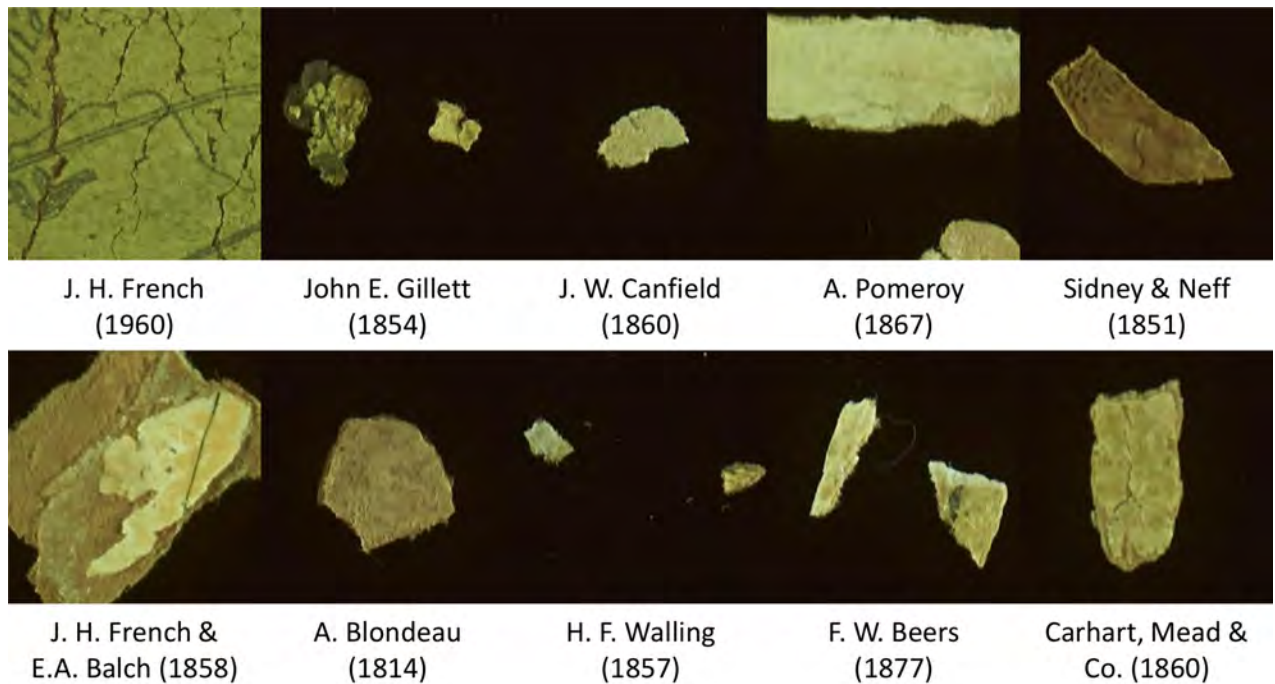 J. H. French
(1960)
John E. Gillett
(1854)
J. W. Canfield
(1860)
A. Pomeroy
(1867)
Sidney & Neff
(1851)
J. H. French &
E.A. Balch (1858)
A. Blondeau
(1814)
H. F. Walling
(1857)
F. W. Beers
(1877)
Carhart, Mead &
Co. (1860)